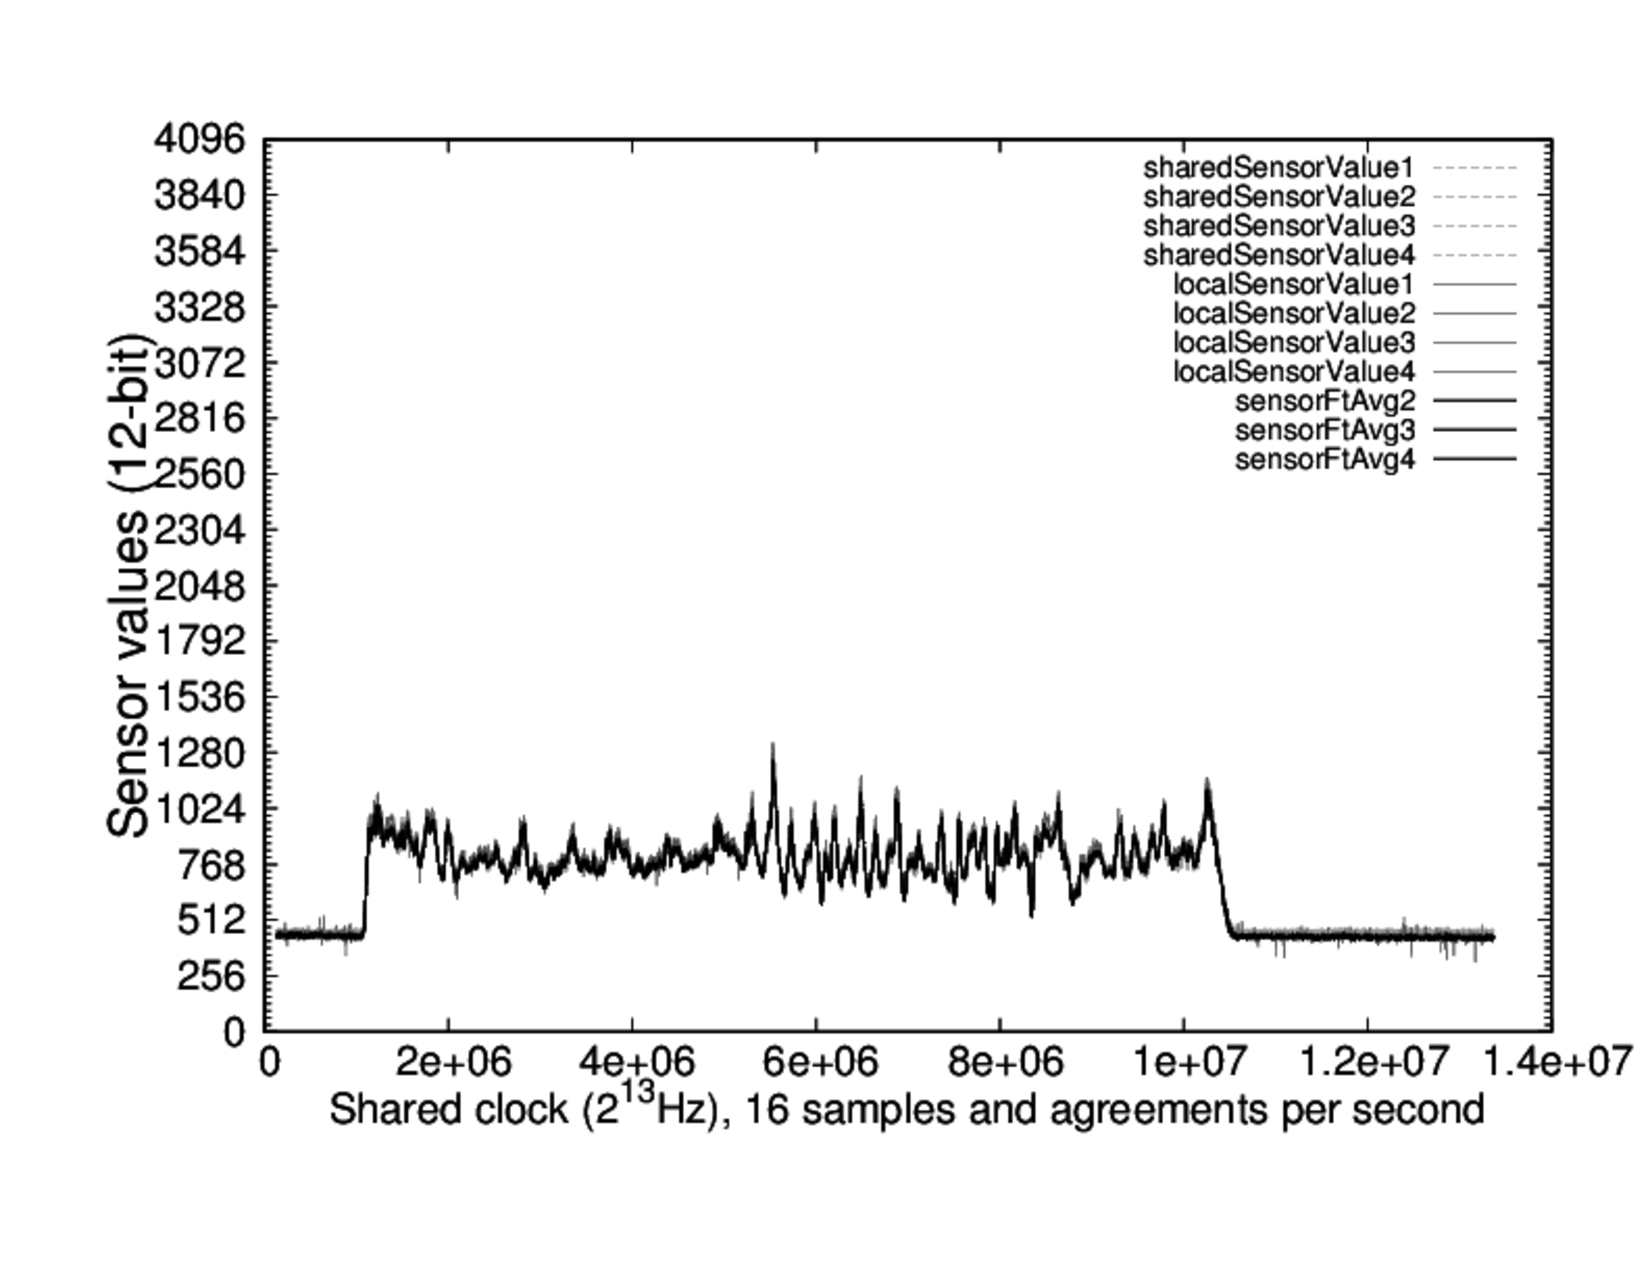 4096
3840
3584
3328
3072
2816
2560
2304
2048
1792
1536
1280
1024
768
512
256
0
Sensor values (12-bit)
sharedSensorValue1
sharedSensorValue2
sharedSensorValue3
sharedSensorValue4
localSensorValue1
localSensorValue2
localSensorValue3
localSensorValue4
sensorFtAvg2
sensorFtAvg3
sensorFtAvg4
0 2e+06 4e+06 6e+06 8e+06 1e+07 1.2e+07 1.4e+07
Shared clock (2^13Hz), 16 samples and agreements per second